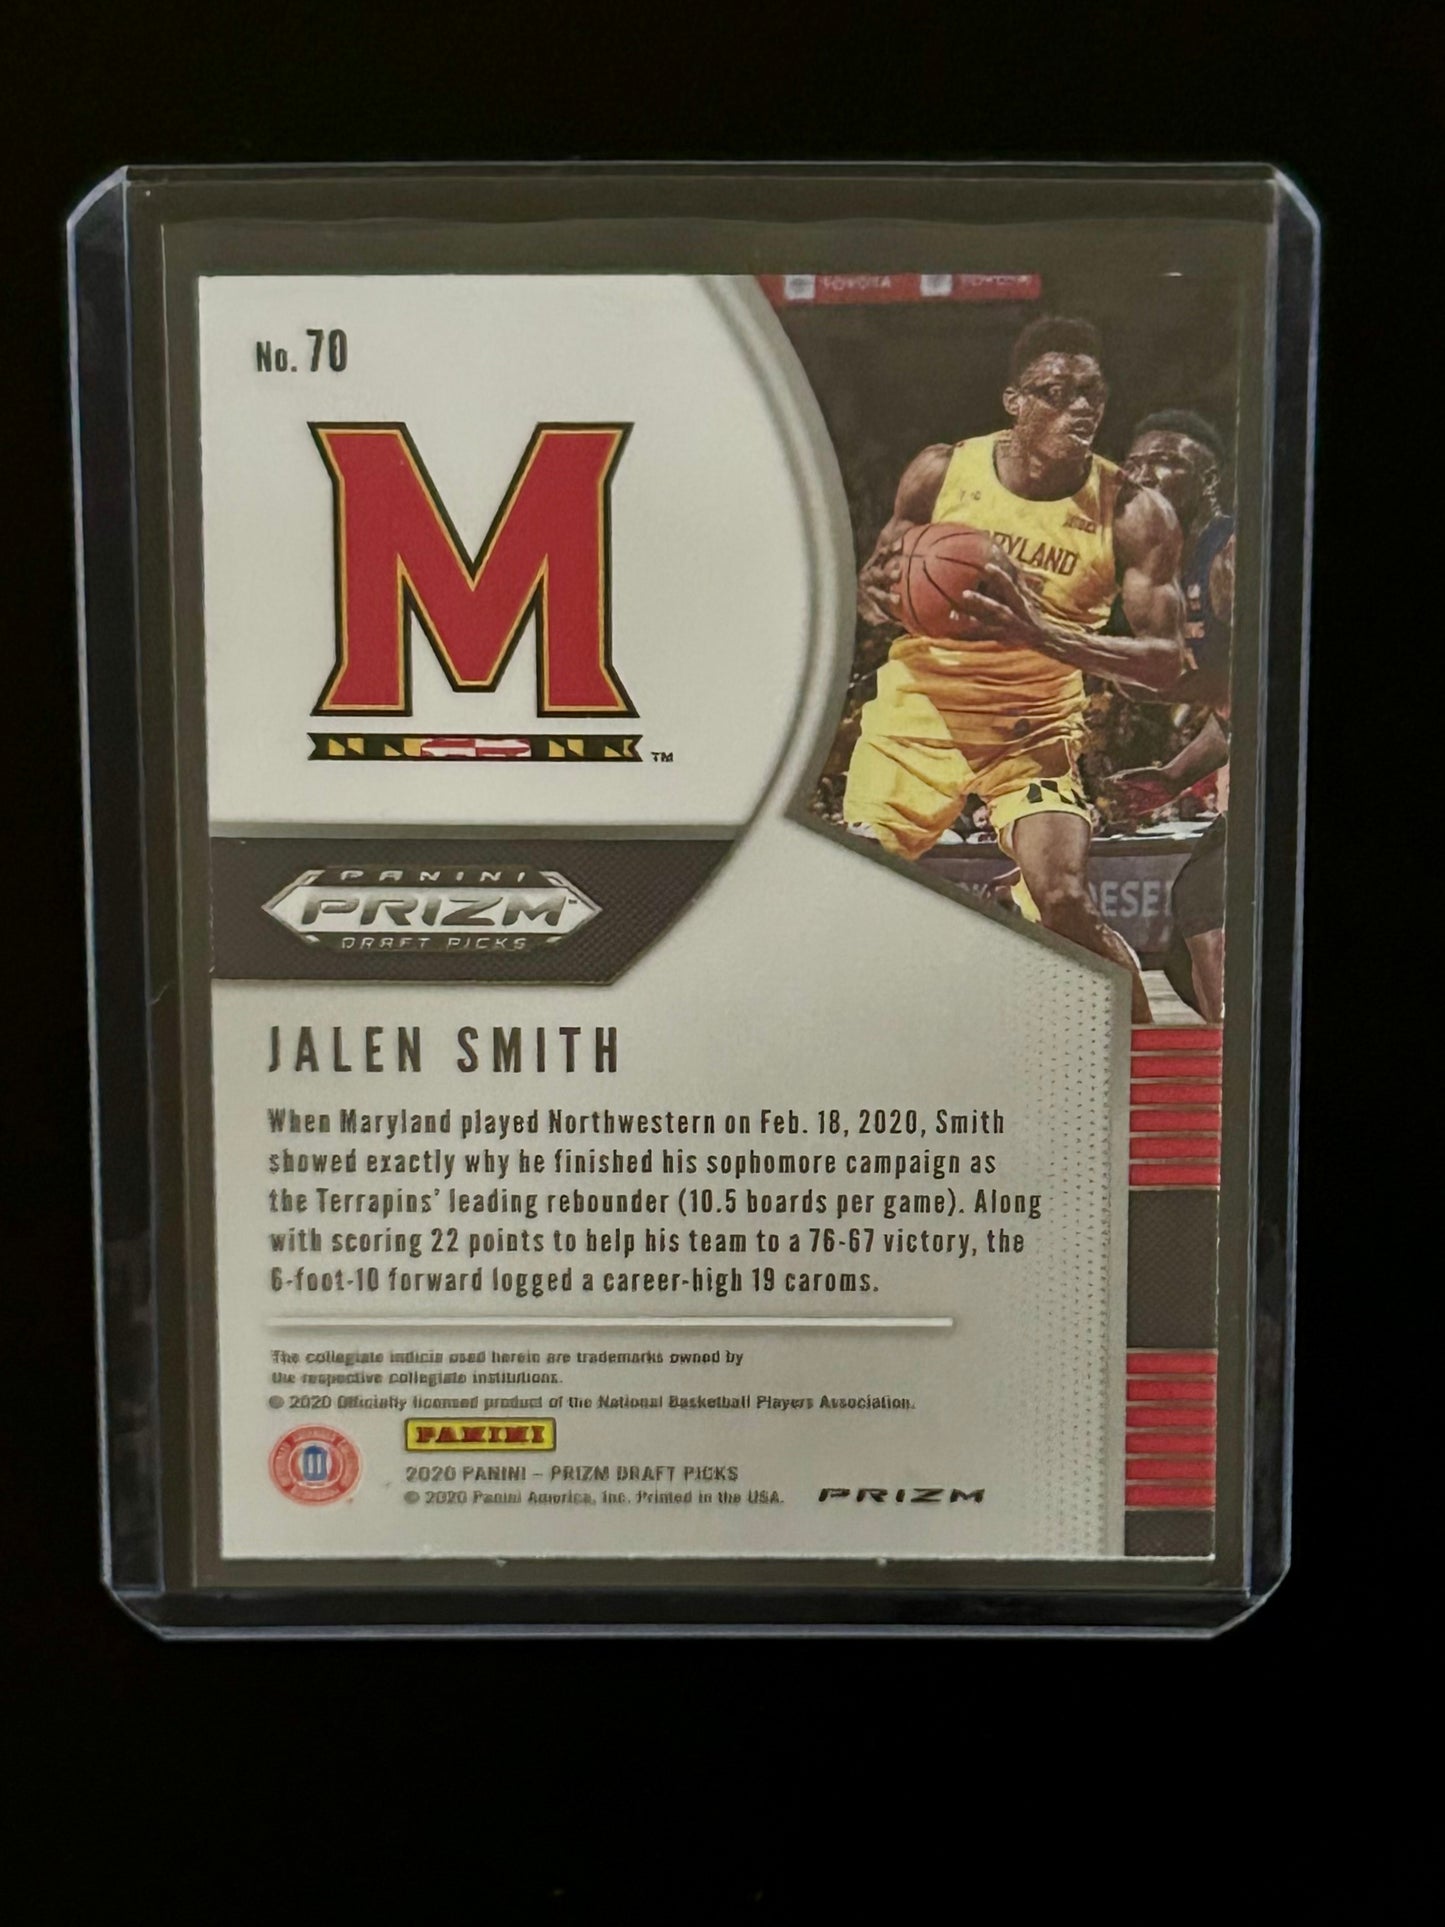 No. 70
TOYOTA
TOYOTA
M
TM
RYLAND
PANINI
PRIZM
DRAFT PICKS
ESET
JALEN SMITH
When Maryland played Northwestern on Feb. 18, 2020, Smith
showed exactly why he finished his sophomore campaign as
the Terrapins' leading rebounder (10.5 boards per game). Along
with scoring 22 points to help his team to a 76-67 victory, the
6-foot-10 forward logged a career-high 19 caroms.
The collegiate indicia used herein are trademarks owned by
the respective collegiate institutions.
© 2020 Officially licensed product of the National Basketball Players Association.
PANINI
2020 PANINI – PRIZM DRAFT PICKS
© 2020 Panini America, Inc. Printed in the USA.
PRIZM